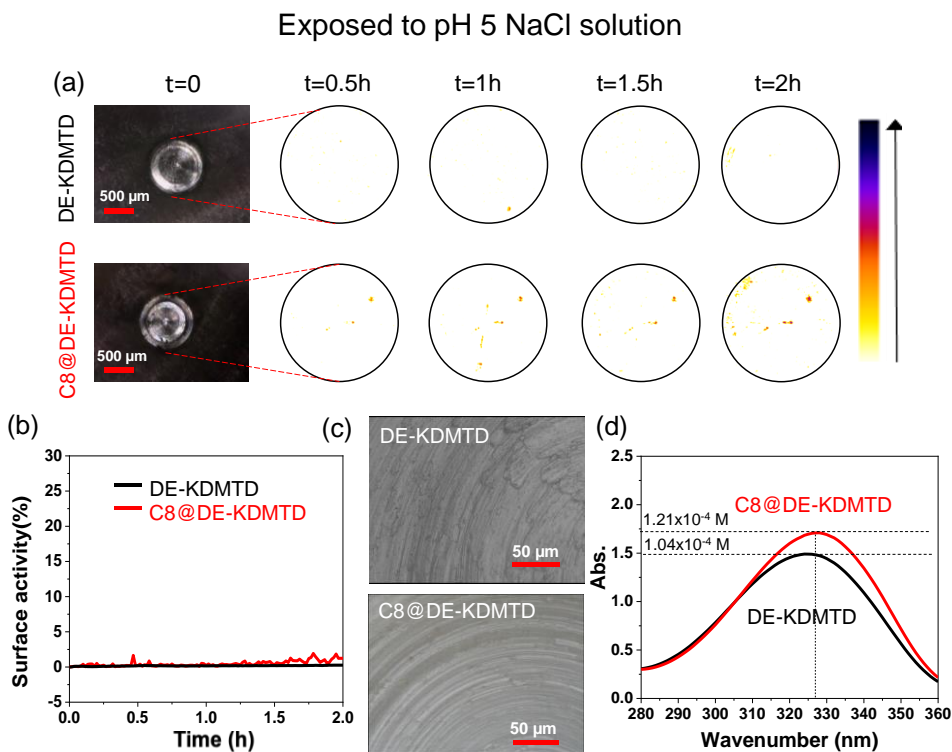 Exposed to pH 5 NaCl solution
(a)
t=0
t=0.5h
t=1h
t=1.5h
t=2h
DE-KDMTD
500 µm
C8@DE-KDMTD
500 µm
(b)
Surface activity(%)
30
25
20
15
10
5
0
-5
DE-KDMTD
C8@DE-KDMTD
0.0
0.5
1.0
1.5
2.0
Time (h)
(c)
DE-KDMTD
50 µm
C8@DE-KDMTD
50 µm
(d)
Abs.
2.5
2.0
1.5
1.0
0.5
0.0
C8@DE-KDMTD
1.21x10⁻⁴ M
1.04x10⁻⁴ M
DE-KDMTD
280 290 300 310 320 330 340 350 360
Wavenumber (nm)